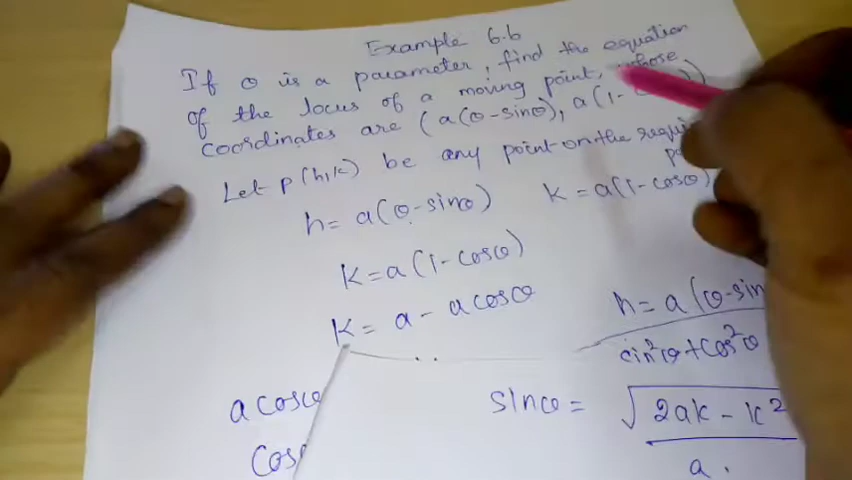 Example 6.6
If θ is a parameter, find the equation
of the locus of a moving point, whose
coordinates are (a(θ-sinθ), a(1-
Let P(h,k) be any point on the
h = a(θ-sinθ) k = a(1-cosθ)
k = a(1-cosθ)
k = a - a cosθ
h = a(θ-sin
sin²θ+cos²θ
a cosθ
sinθ = √2ak - k²
a.
cos